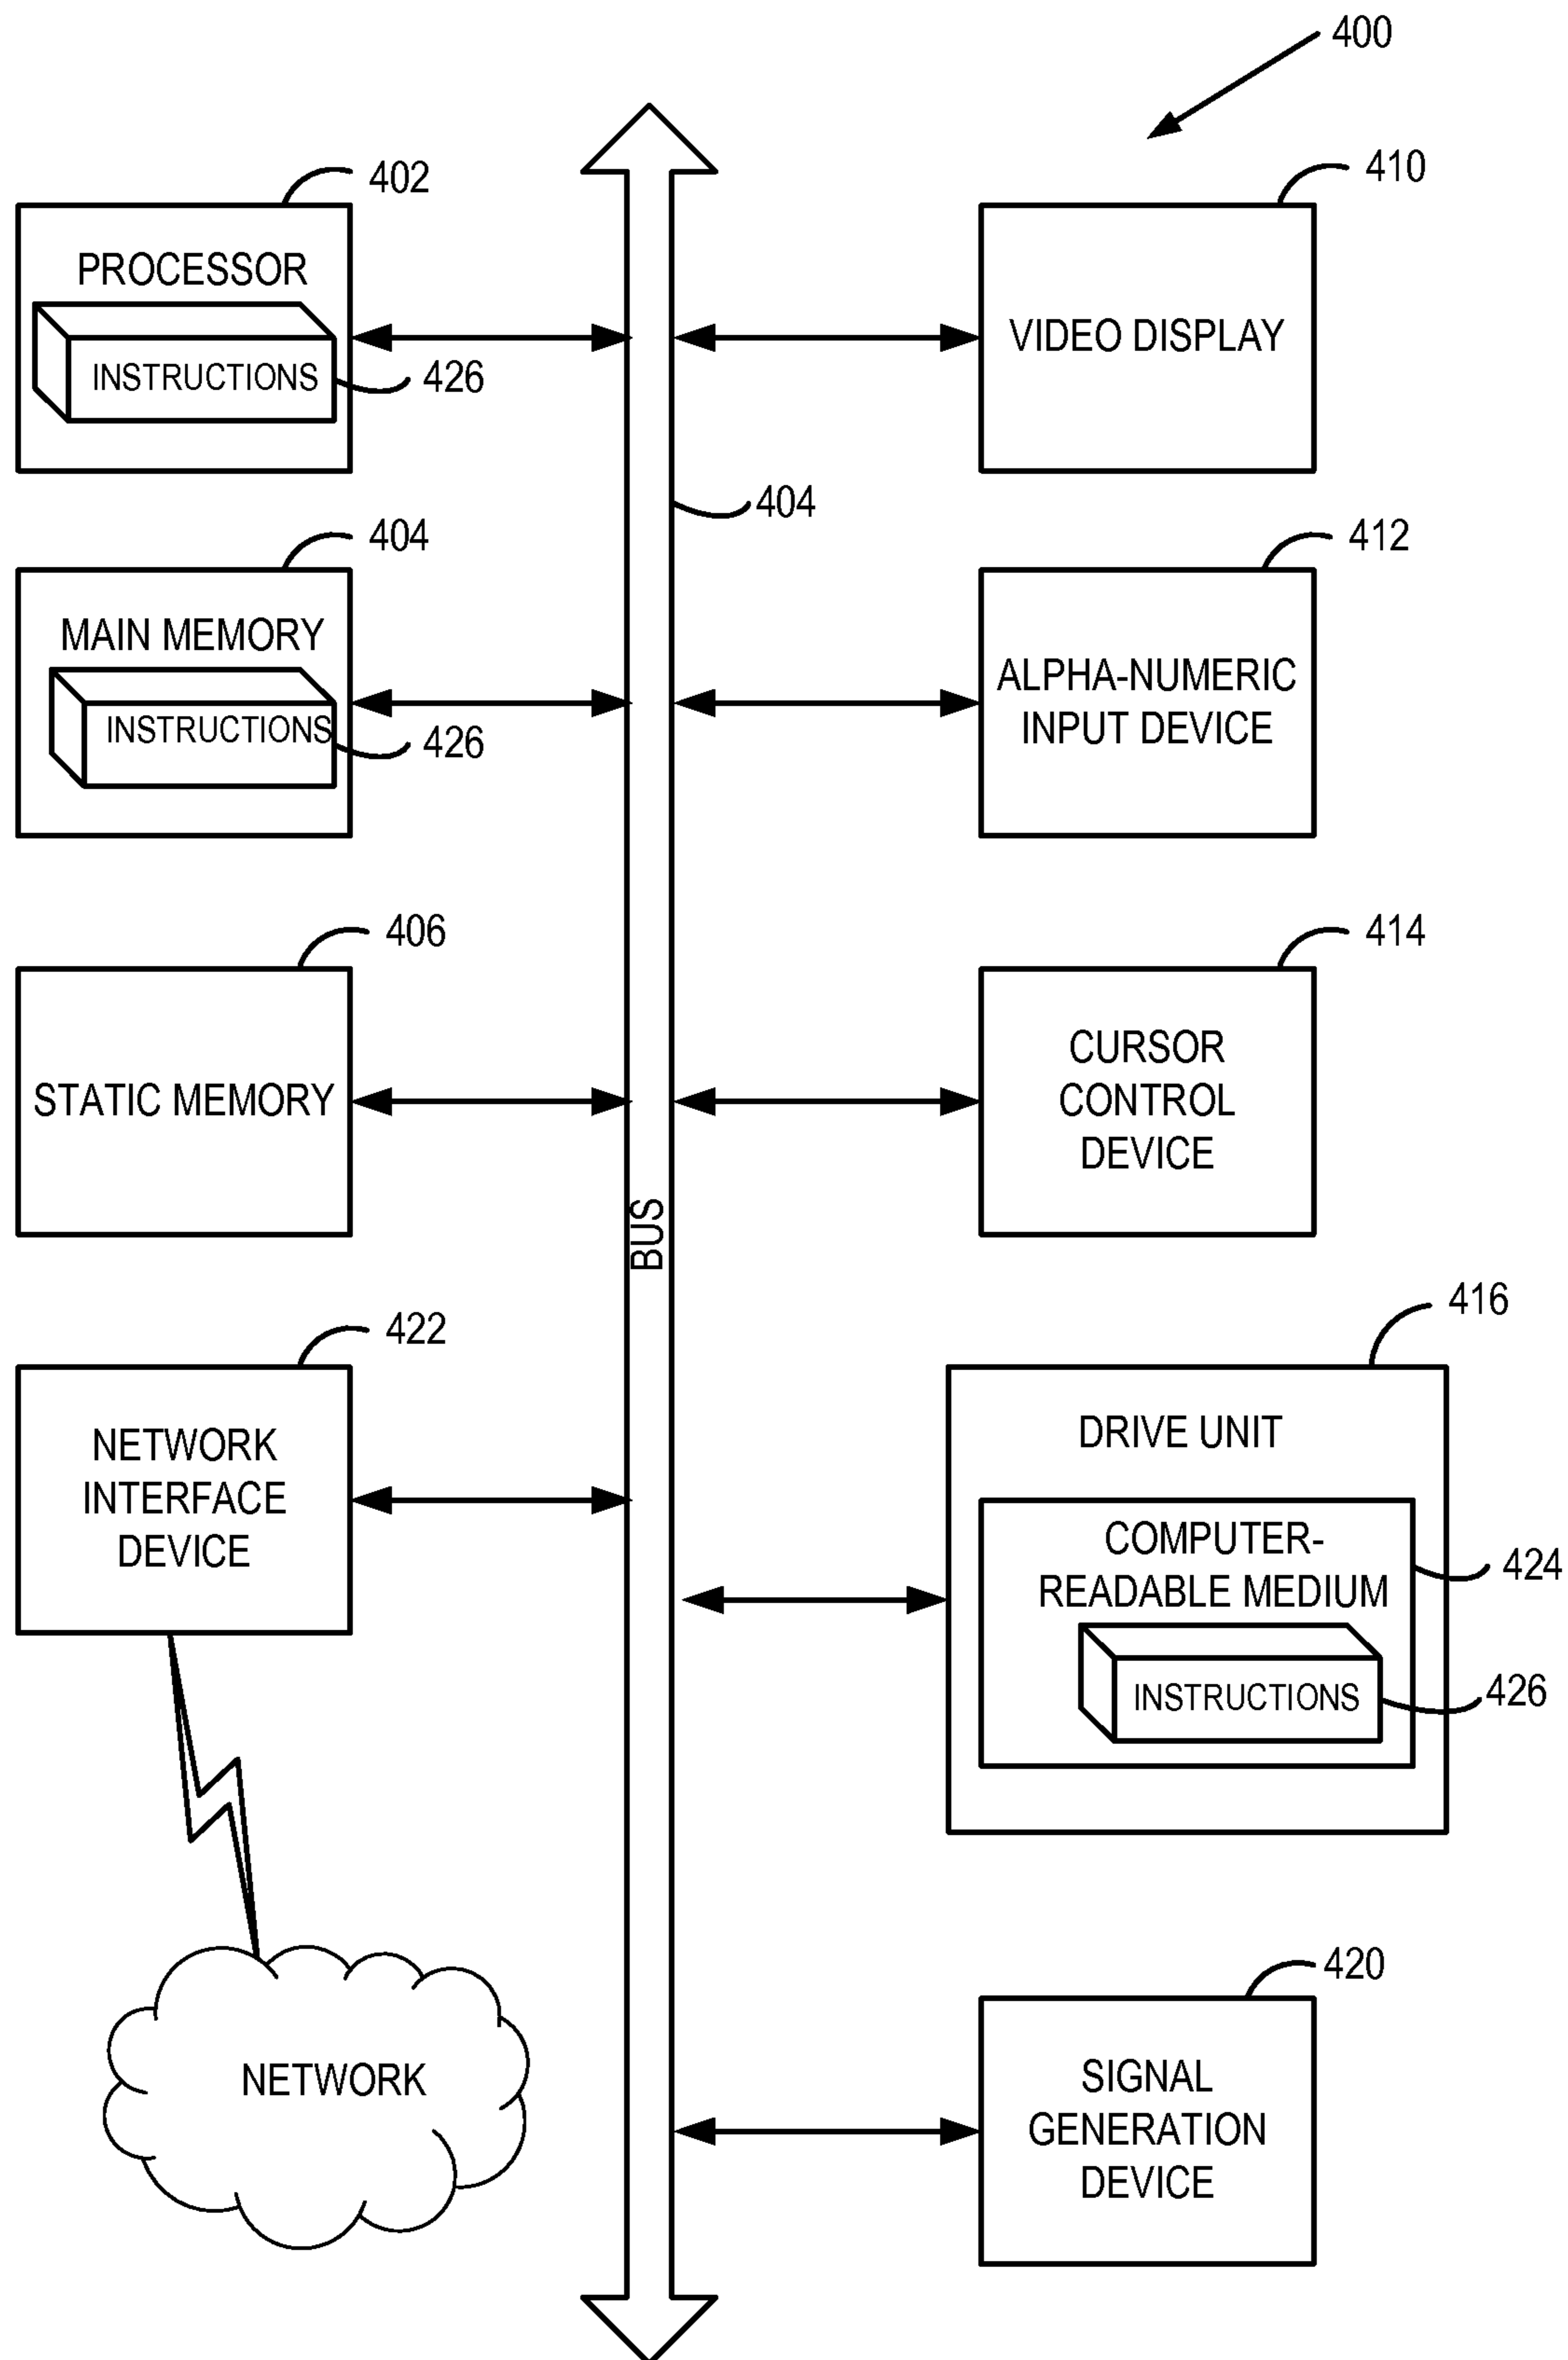 400
402
PROCESSOR
INSTRUCTIONS
426
410
VIDEO DISPLAY
404
404
MAIN MEMORY
INSTRUCTIONS
426
412
ALPHA-NUMERIC
INPUT DEVICE
406
STATIC MEMORY
414
CURSOR
CONTROL
DEVICE
BUS
422
NETWORK
INTERFACE
DEVICE
416
DRIVE UNIT
COMPUTER-
READABLE MEDIUM
424
INSTRUCTIONS
426
NETWORK
420
SIGNAL
GENERATION
DEVICE